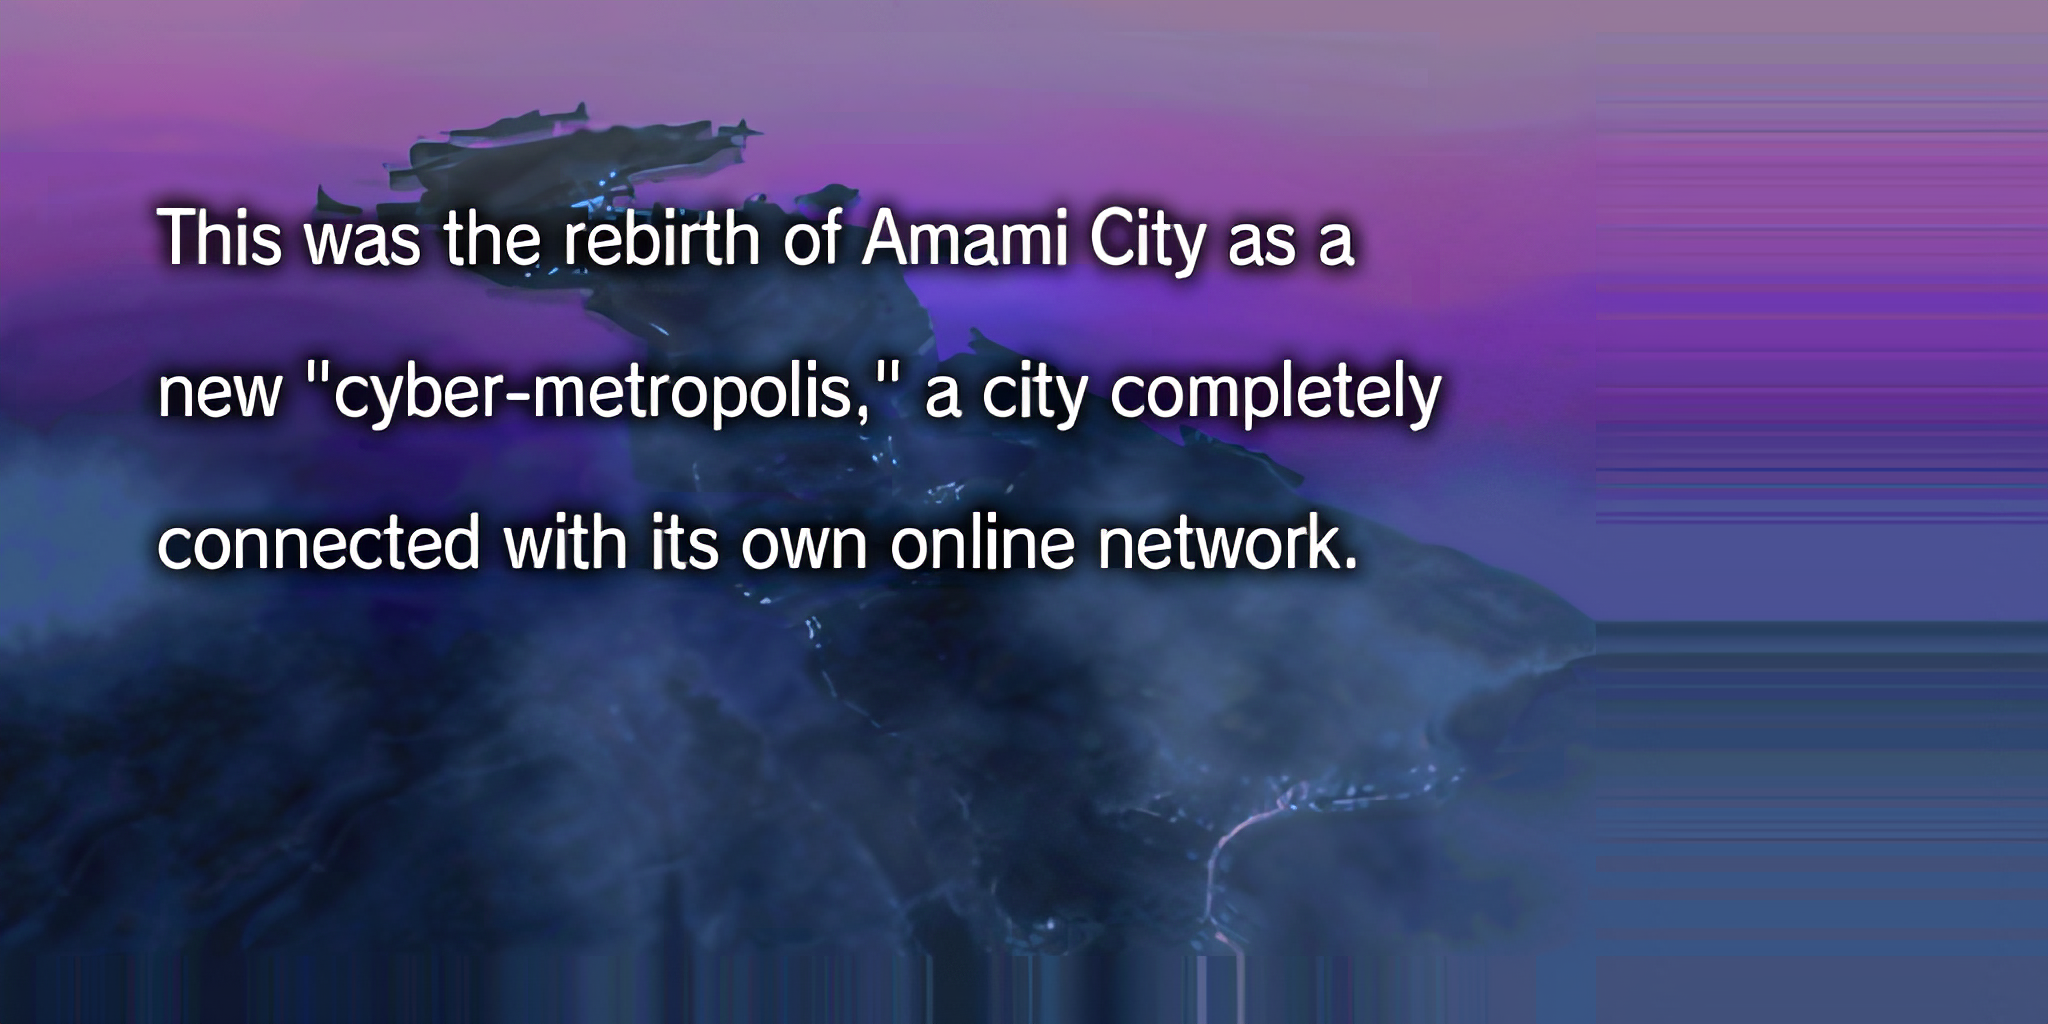 This was the rebirth of Amami City as a
new "cyber-metropolis," a city completely
connected with its own online network.